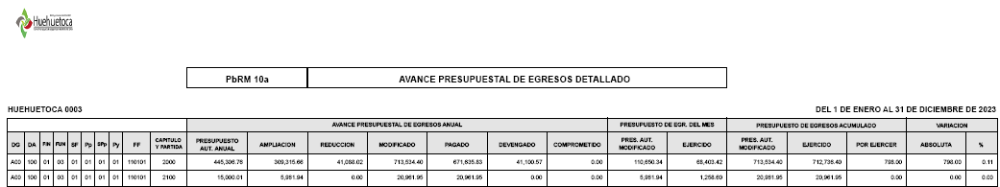 Huehuetoca
PbRM 10a AVANCE PRESUPUESTAL DE EGRESOS DETALLADO
HUEHUETOCA 0003 DEL 1 DE ENERO AL 31 DE DICIEMBRE DE 2023
AVANCE PRESUPUESTAL DE EGRESOS ANUAL PRESUPUESTO DE EGR. DEL MES PRESUPUESTO DE EGRESOS ACUMULADO VARIACION
DG DA FIN FUN SF Pp SPp Py FF CAPITULO Y PARTIDA PRESUPUESTO AUT. ANUAL AMPLIACION REDUCCION MODIFICADO PAGADO DEVENGADO COMPROMETIDO PRES. AUT. MODIFICADO EJERCIDO PRES. AUT. MODIFICADO EJERCIDO POR EJERCER ABSOLUTA %
A00 100 01 03 01 01 01 01 110101 2000 445,306.76 309,315.66 41,088.02 713,534.40 671,635.83 41,100.57 0.00 110,650.34 68,403.42 713,534.40 712,736.40 798.00 798.00 0.11
A00 100 01 03 01 01 01 01 110101 2100 15,000.01 5,961.94 0.00 20,961.95 20,961.95 0.00 0.00 5,961.94 1,258.60 20,961.95 20,961.95 0.00 0.00 0.00